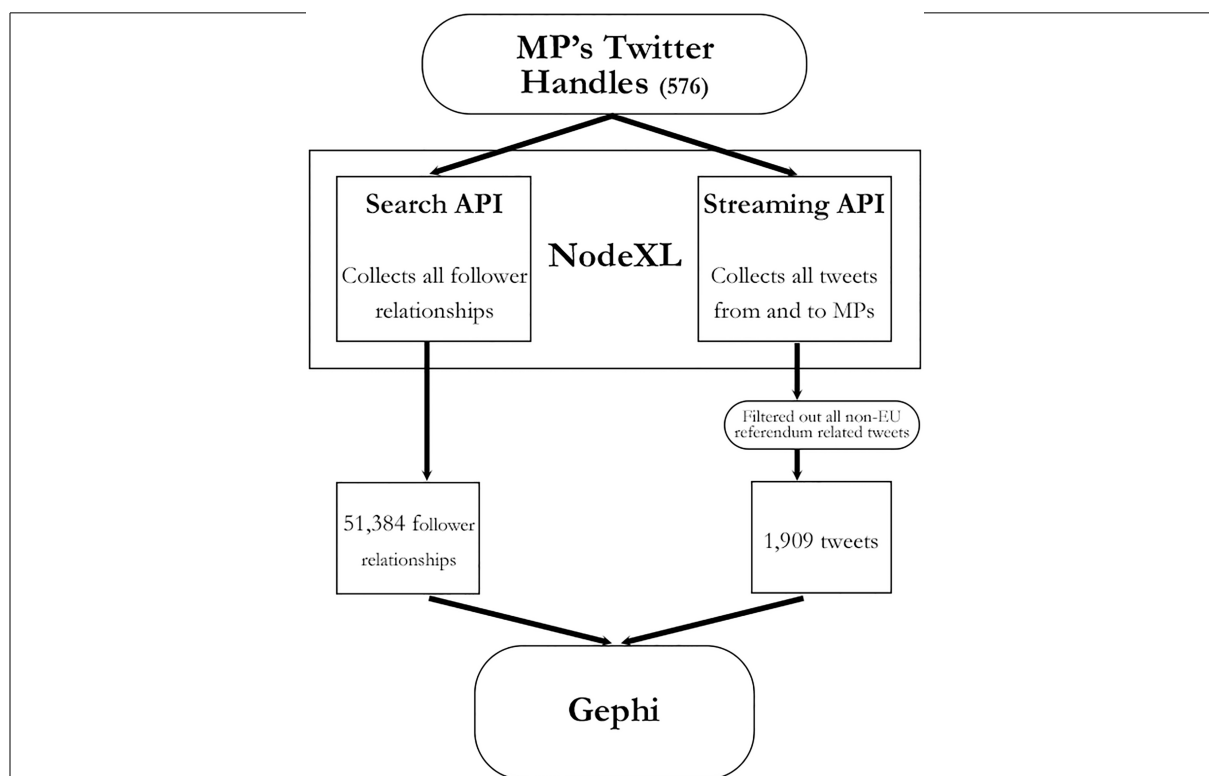 MP's Twitter
Handles (576)
Search API
Collects all follower
relationships
NodeXL
Streaming API
Collects all tweets
from and to MPs
Filtered out all non-EU
referendum related tweets
51,384 follower
relationships
1,909 tweets
Gephi